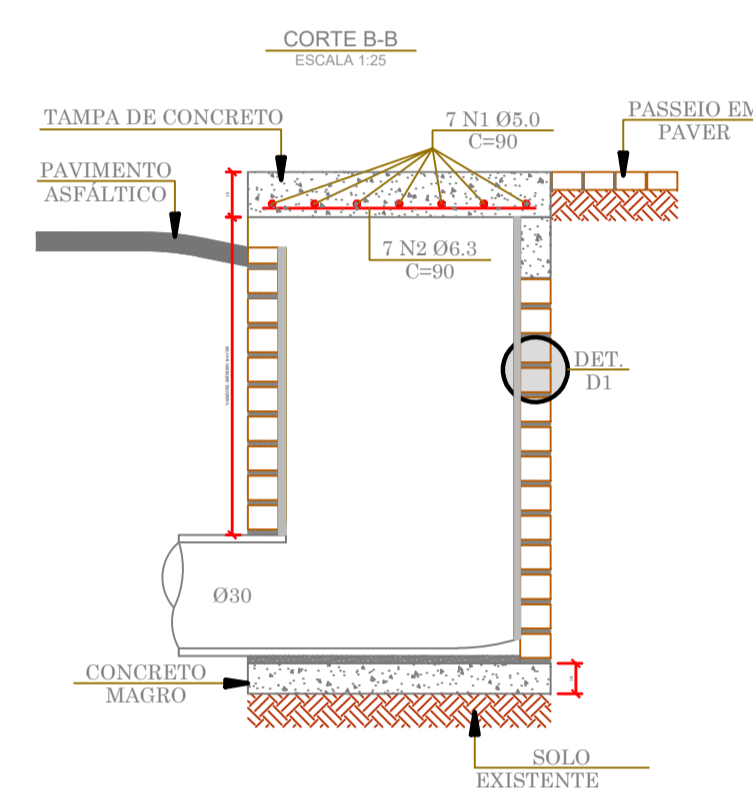 CORTE B-B
ESCALA 1:25
TAMPA DE CONCRETO
7 N1 Ø5.0
C=90
PASSEIO EM
PAVER
PAVIMENTO
ASFÁLTICO
7 N2 Ø6.3
C=90
DET.
D1
Ø30
CONCRETO
MAGRO
SOLO
EXISTENTE